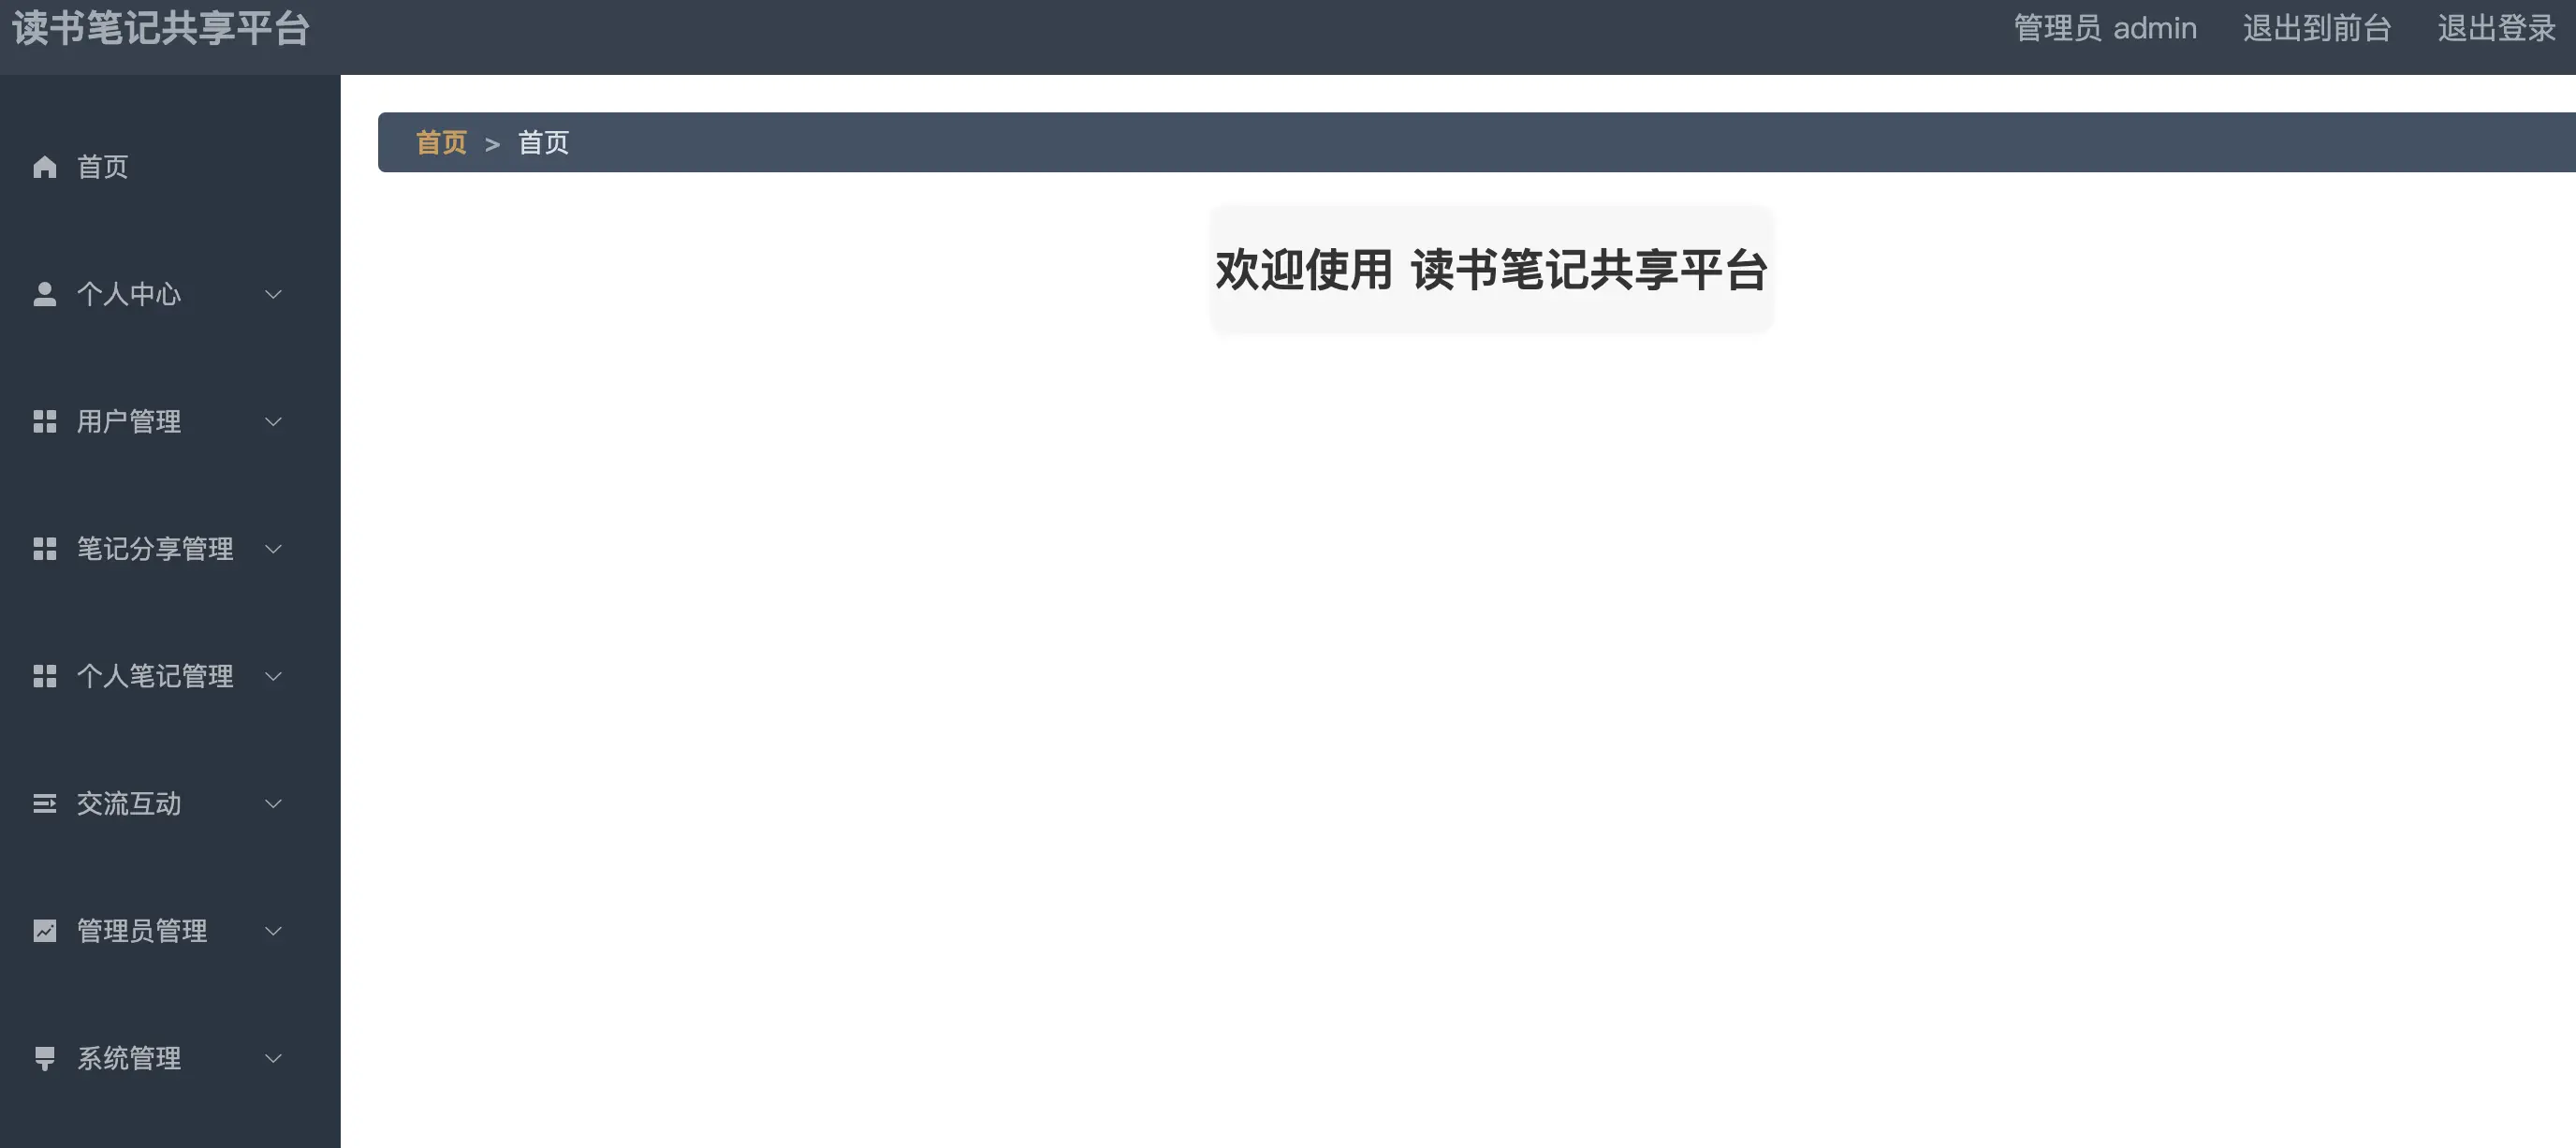 读书笔记共享平台
管理员 admin 退出到前台 退出登录
首页 > 首页
欢迎使用 读书笔记共享平台
首页
个人中心
用户管理
笔记分享管理
个人笔记管理
交流互动
管理员管理
系统管理